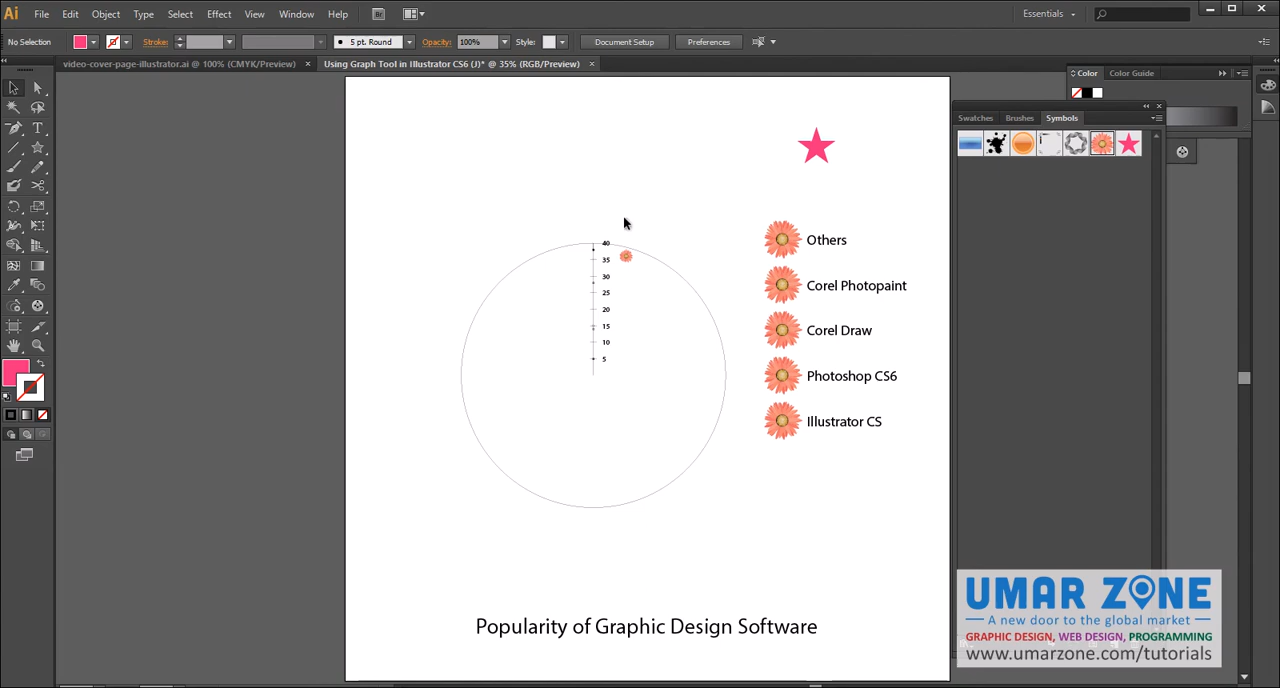 Ai File Edit Object Type Select Effect View Window Help Br Essentials
No Selection Stroke: 5 pt. Round Opacity: 100% Style: Document Setup Preferences
video-cover-page-illustrator.ai @ 100% (CMYK/Preview) × Using Graph Tool in Illustrator CS6 (J)* @ 35% (RGB/Preview) ×
Color Color Guide
Swatches Brushes Symbols
40
35
30
25
20
15
10
5
Others
Corel Photopaint
Corel Draw
Photoshop CS6
Illustrator CS
Popularity of Graphic Design Software
UMAR ZONE
A new door to the global market
GRAPHIC DESIGN, WEB DESIGN, PROGRAMMING
www.umarzone.com/tutorials